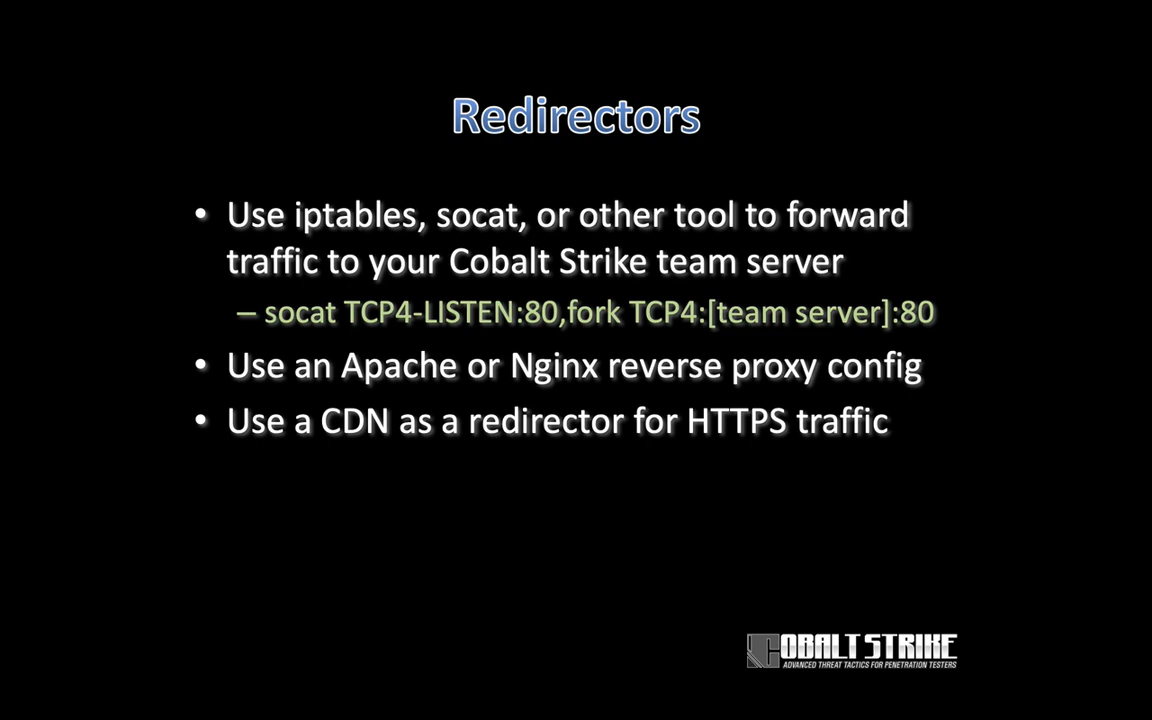 Redirectors
• Use iptables, socat, or other tool to forward
traffic to your Cobalt Strike team server
– socat TCP4-LISTEN:80,fork TCP4:[team server]:80
• Use an Apache or Nginx reverse proxy config
• Use a CDN as a redirector for HTTPS traffic
COBALT STRIKE
ADVANCED THREAT TACTICS FOR PENETRATION TESTERS